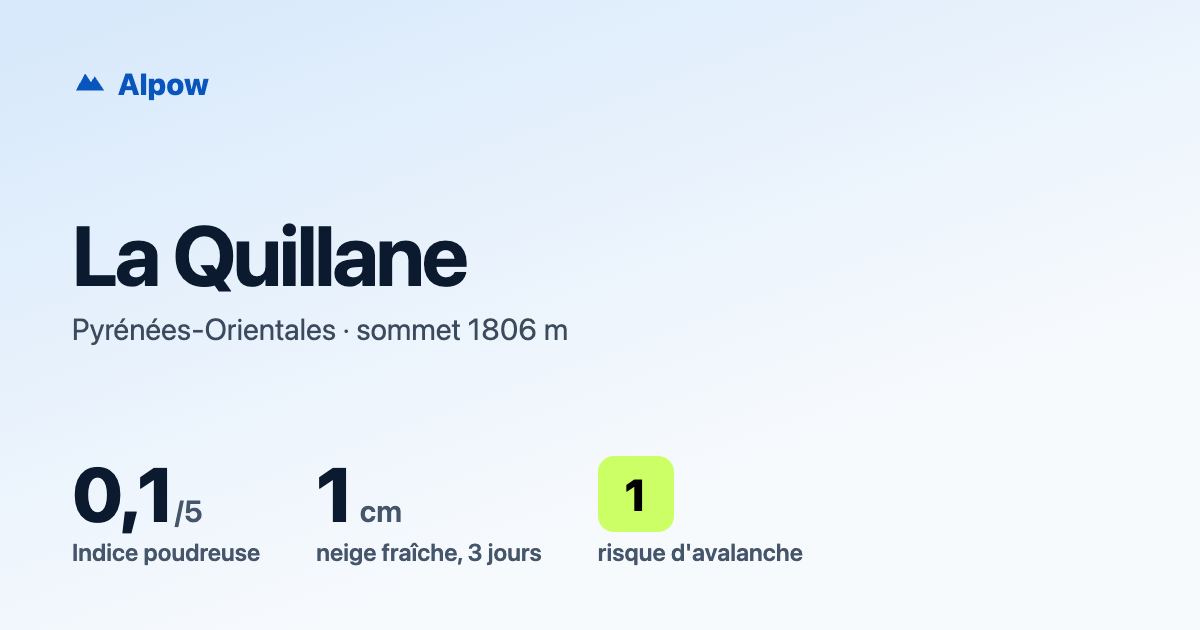 Alpow
La Quillane
Pyrénées-Orientales · sommet 1806 m
0,1/5
Indice poudreuse
1 cm
neige fraîche, 3 jours
1
risque d'avalanche